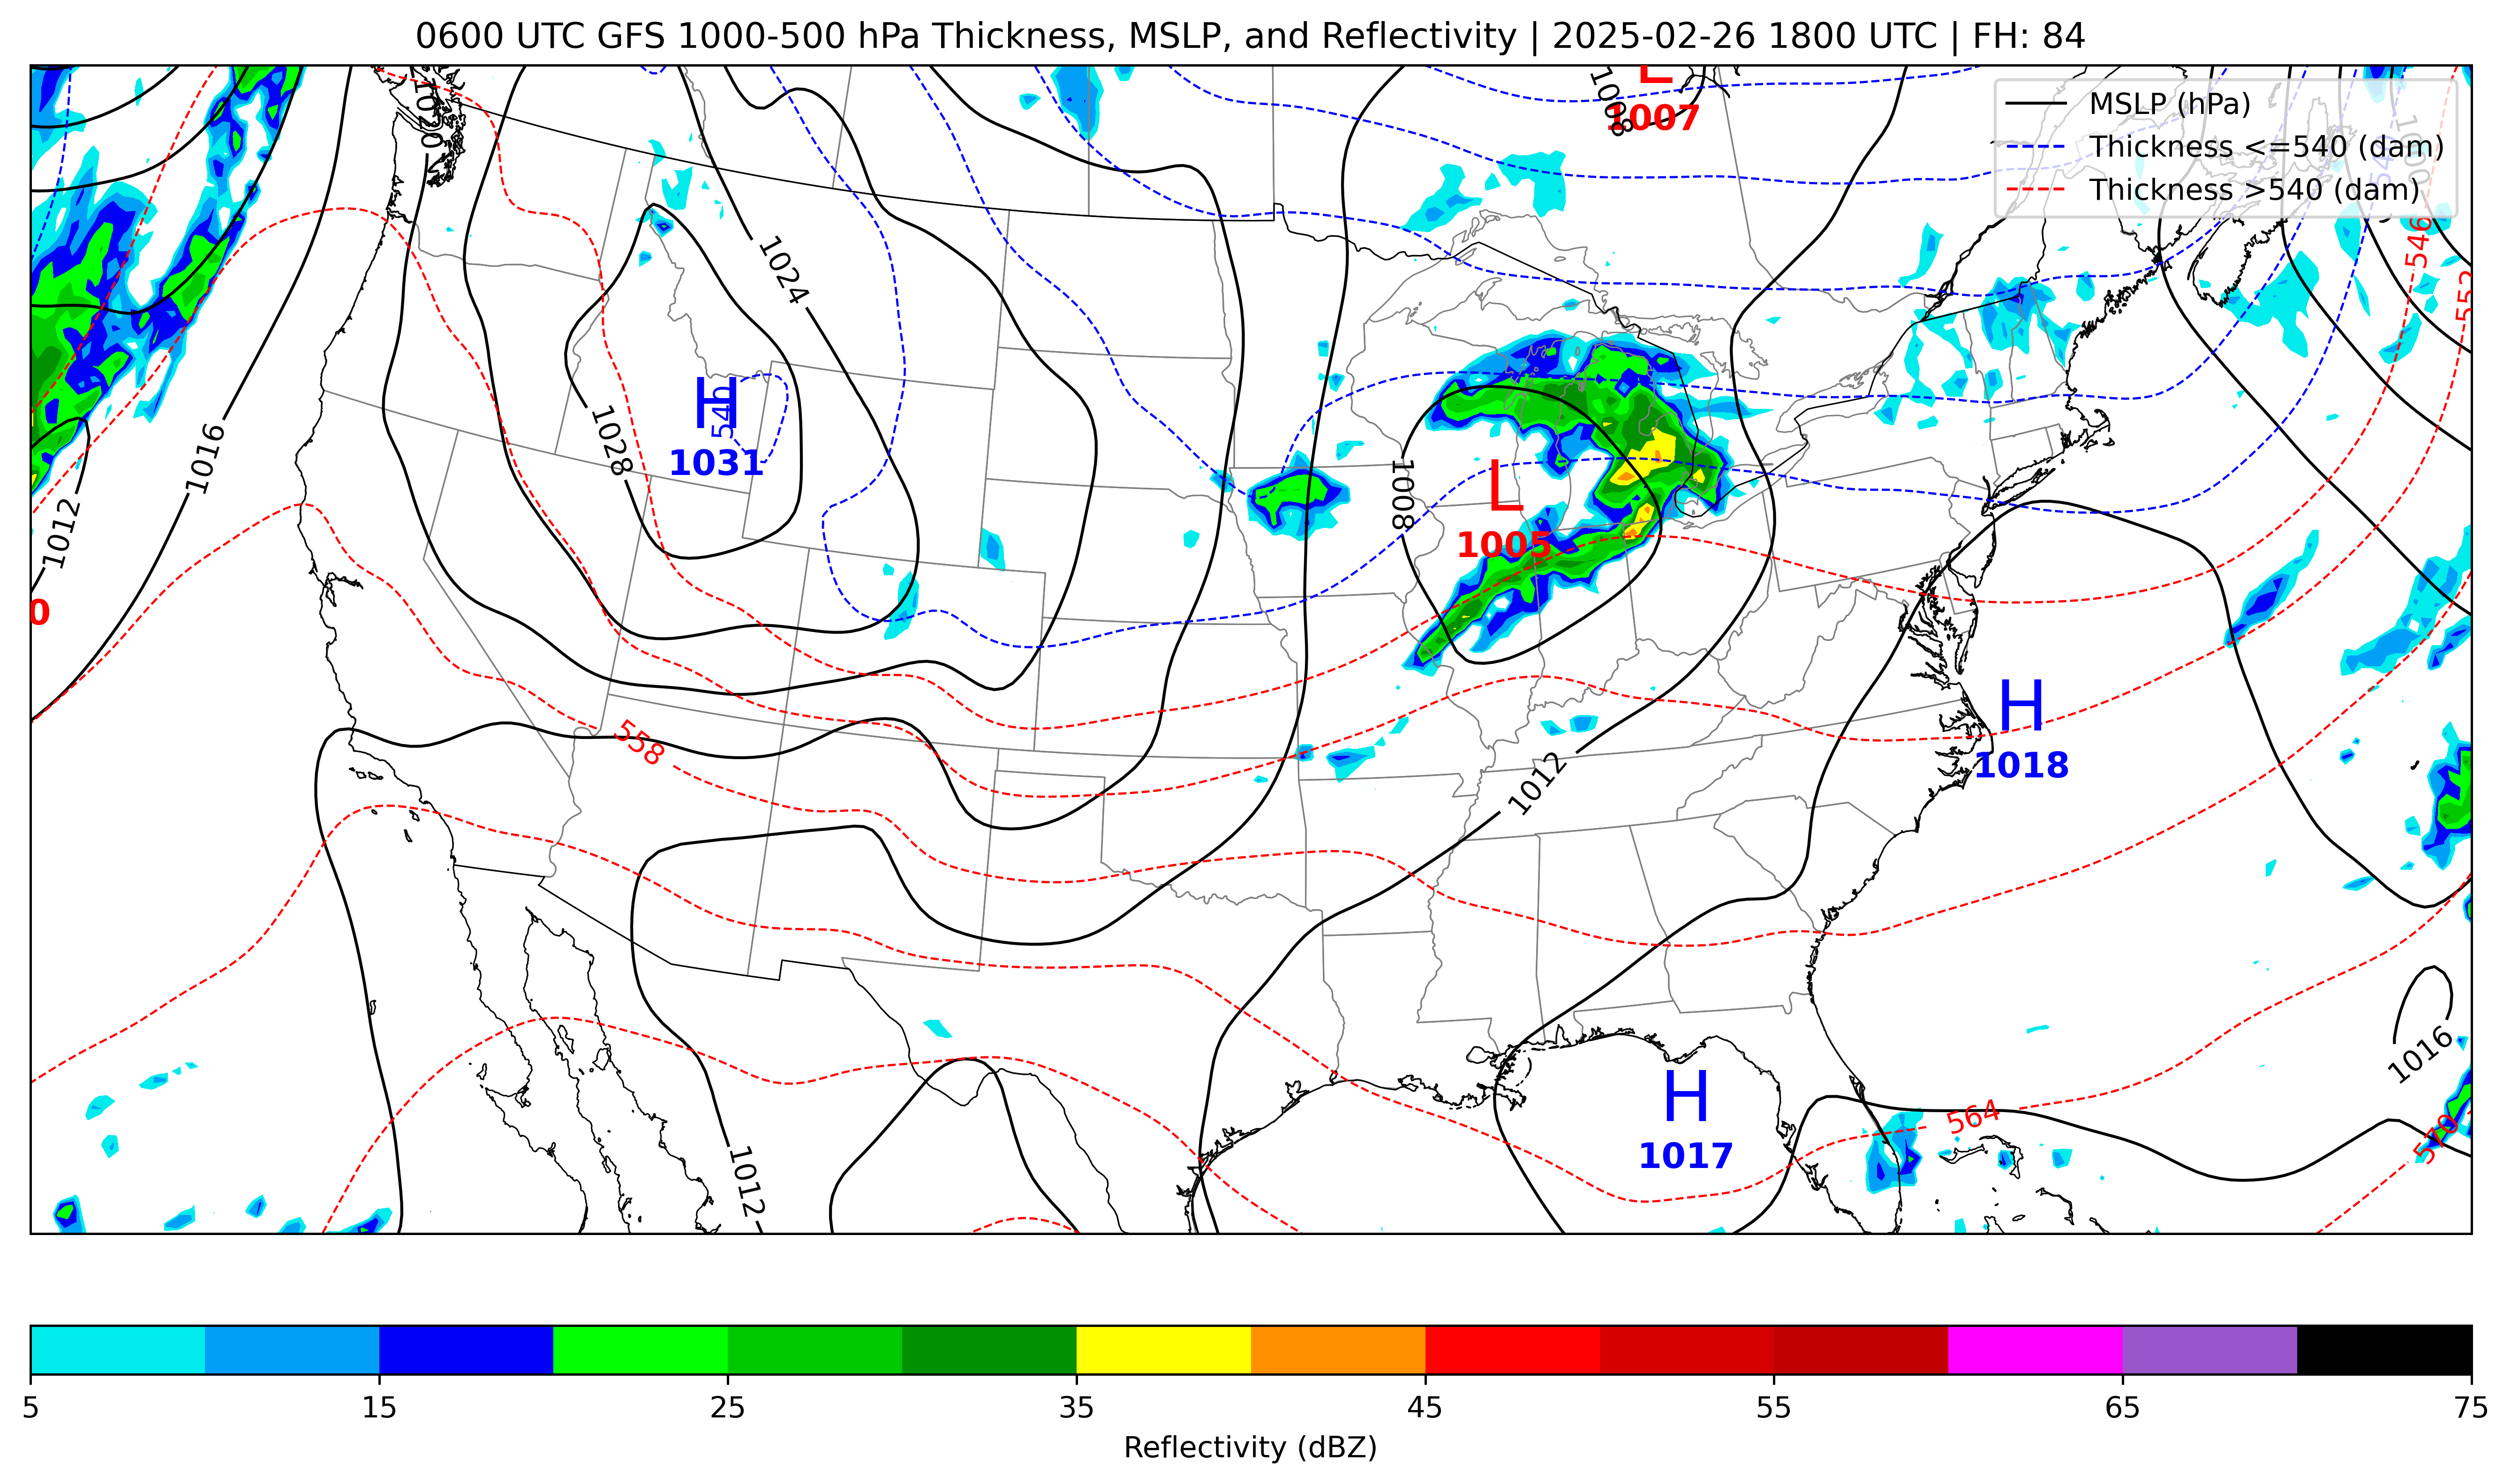 0600 UTC GFS 1000-500 hPa Thickness, MSLP, and Reflectivity | 2025-02-26 1800 UTC | FH: 84
MSLP (hPa)
Thickness <=540 (dam)
Thickness >540 (dam)
L
1007
1008
1020
1024
546
552
H
1031
540
1028
1016
1012
1008
L
1005
0
558
H
1018
1012
1016
H
1017
564
570
1012
5 15 25 35 45 55 65 75
Reflectivity (dBZ)